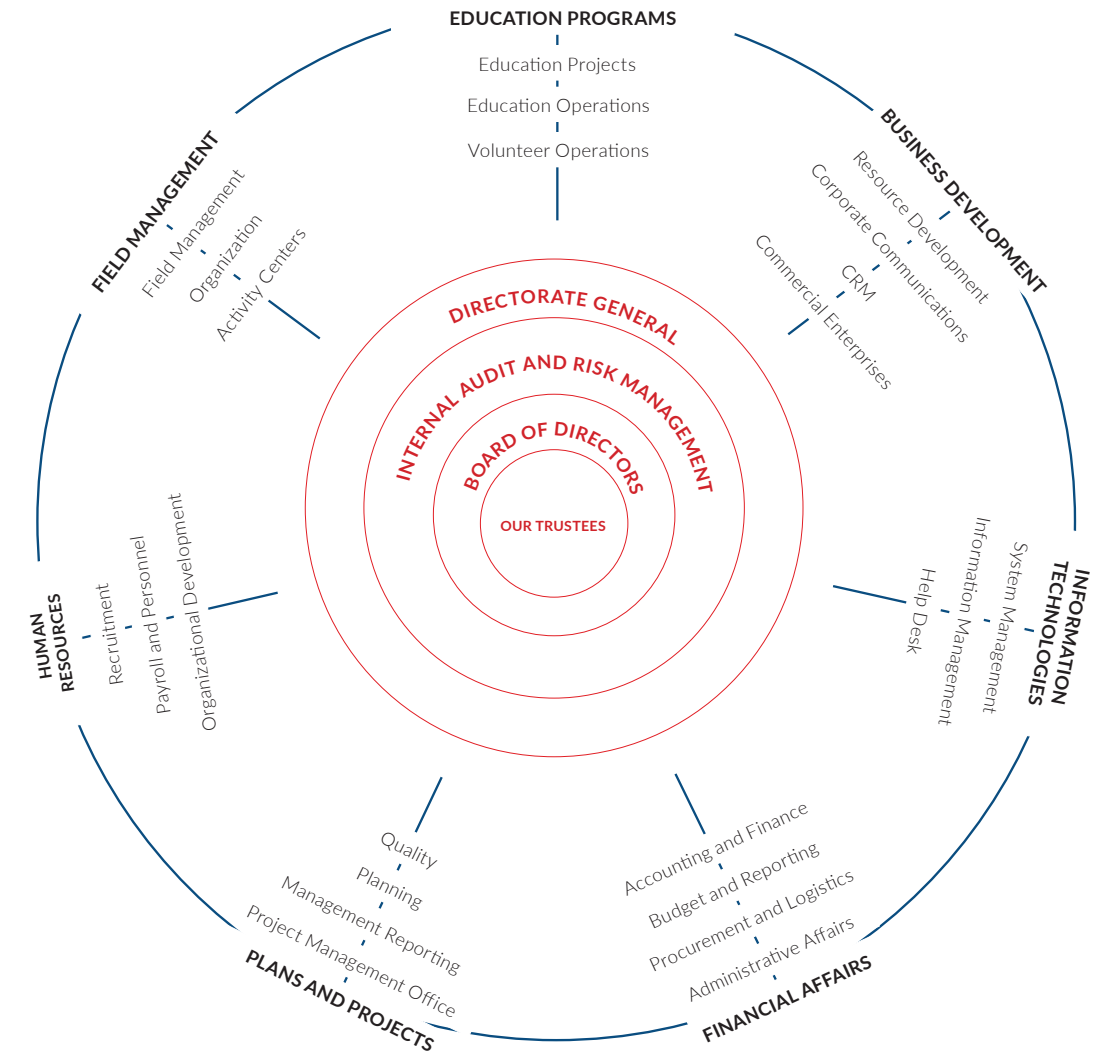 EDUCATION PROGRAMS
Education Projects
Education Operations
Volunteer Operations
BUSINESS DEVELOPMENT
Resource Development
Corporate Communications
CRM
Commercial Enterprises
INFORMATION
TECHNOLOGIES
System Management
Information Management
Help Desk
FINANCIAL AFFAIRS
Administrative Affairs
Procurement and Logistics
Budget and Reporting
Accounting and Finance
PLANS AND PROJECTS
Project Management Office
Management Reporting
Planning
Quality
HUMAN
RESOURCES
Recruitment
Payroll and Personnel
Organizational Development
FIELD MANAGEMENT
Field Management
Organization
Activity Centers
DIRECTORATE GENERAL
INTERNAL AUDIT AND RISK MANAGEMENT
BOARD OF DIRECTORS
OUR TRUSTEES